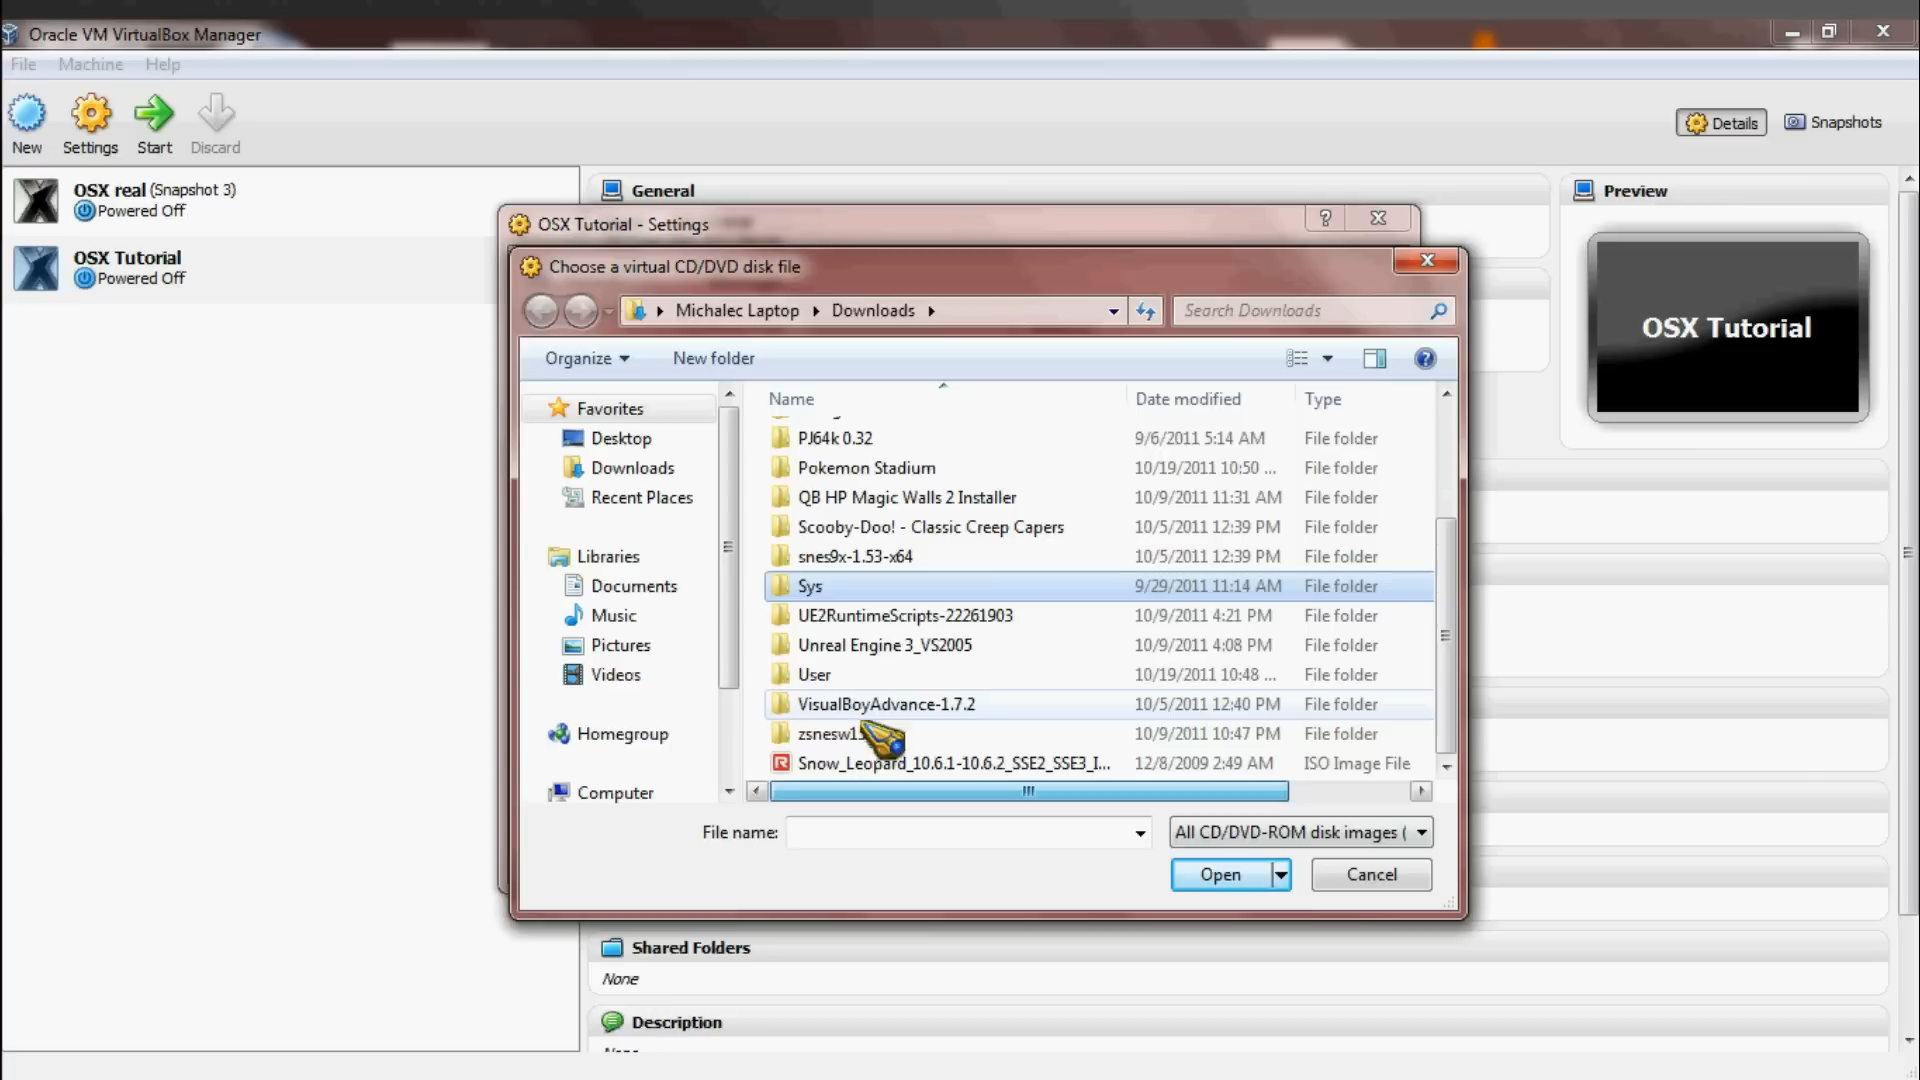 Oracle VM VirtualBox Manager
File Machine Help
New Settings Start Discard
Details Snapshots
OSX real (Snapshot 3)
Powered Off
OSX Tutorial
Powered Off
General
Preview
OSX Tutorial
OSX Tutorial - Settings
Choose a virtual CD/DVD disk file
Michalec Laptop Downloads
Search Downloads
Organize New folder
Favorites
Desktop
Downloads
Recent Places
Libraries
Documents
Music
Pictures
Videos
Homegroup
Computer
Name Date modified Type
PJ64k 0.32 9/6/2011 5:14 AM File folder
Pokemon Stadium 10/19/2011 10:50 ... File folder
QB HP Magic Walls 2 Installer 10/9/2011 11:31 AM File folder
Scooby-Doo! - Classic Creep Capers 10/5/2011 12:39 PM File folder
snes9x-1.53-x64 10/5/2011 12:39 PM File folder
Sys 9/29/2011 11:14 AM File folder
UE2RuntimeScripts-22261903 10/9/2011 4:21 PM File folder
Unreal Engine 3_VS2005 10/9/2011 4:08 PM File folder
User 10/19/2011 10:48 ... File folder
VisualBoyAdvance-1.7.2 10/5/2011 12:40 PM File folder
10/9/2011 10:47 PM File folder
Snow_Leopard_10.6.1-10.6.2_SSE2_SSE3_I... 12/8/2009 2:49 AM ISO Image File
File name:
All CD/DVD-ROM disk images (
Open Cancel
Shared Folders
None
Description